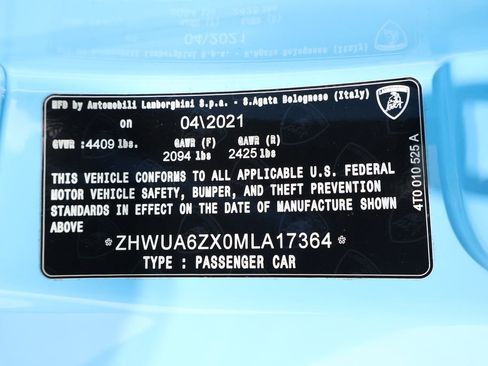 MFD by Automobili Lamborghini S.p.a. - S.Agata Bolognese (Italy)
on 04\2021
GVWR :4409 lbs. GAWR (F) GAWR (R)
2094 lbs 2425 lbs
THIS VEHICLE CONFORMS TO ALL APPLICABLE U.S. FEDERAL
MOTOR VEHICLE SAFETY, BUMPER, AND THEFT PREVENTION
STANDARDS IN EFFECT ON THE DATE OF MANUFACTURE SHOWN
ABOVE
*ZHWUA6ZX0MLA17364*
TYPE : PASSENGER CAR
4T0 010 525 A